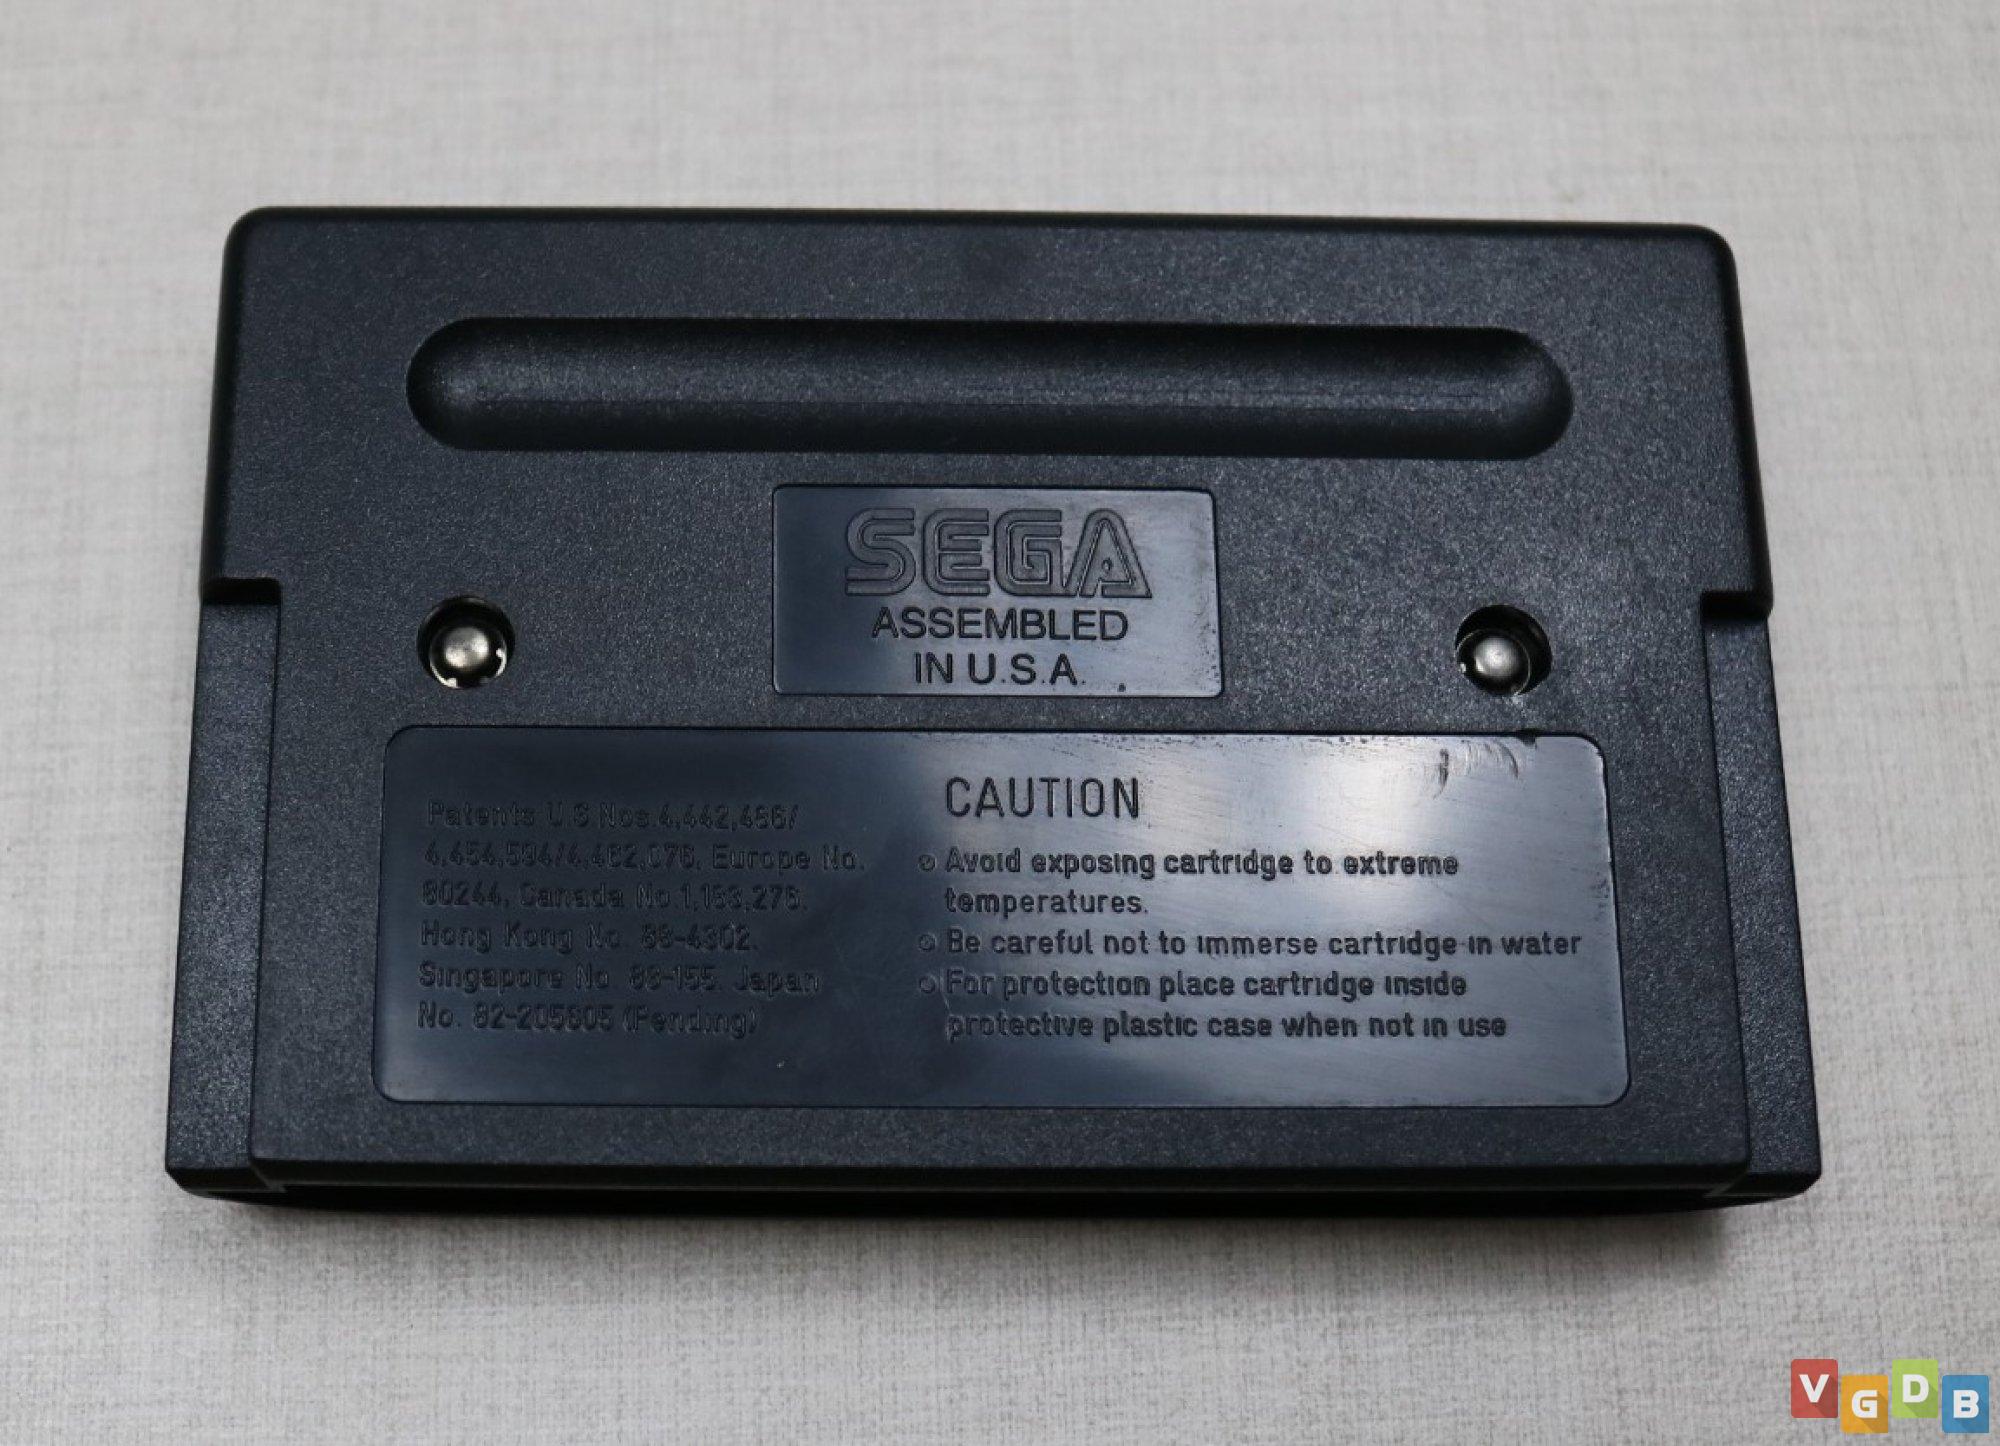 SEGA
ASSEMBLED
IN U.S.A.
Patents U.S Nos.4,442,486/
4,454,594/4,462,076, Europe No.
80244, Canada No.1,183,276,
Hong Kong No. 88-4302,
Singapore No. 88-155, Japan
No. 82-205605 (Pending)
CAUTION
Avoid exposing cartridge to extreme
temperatures.
Be careful not to immerse cartridge in water
For protection place cartridge inside
protective plastic case when not in use
VGDB